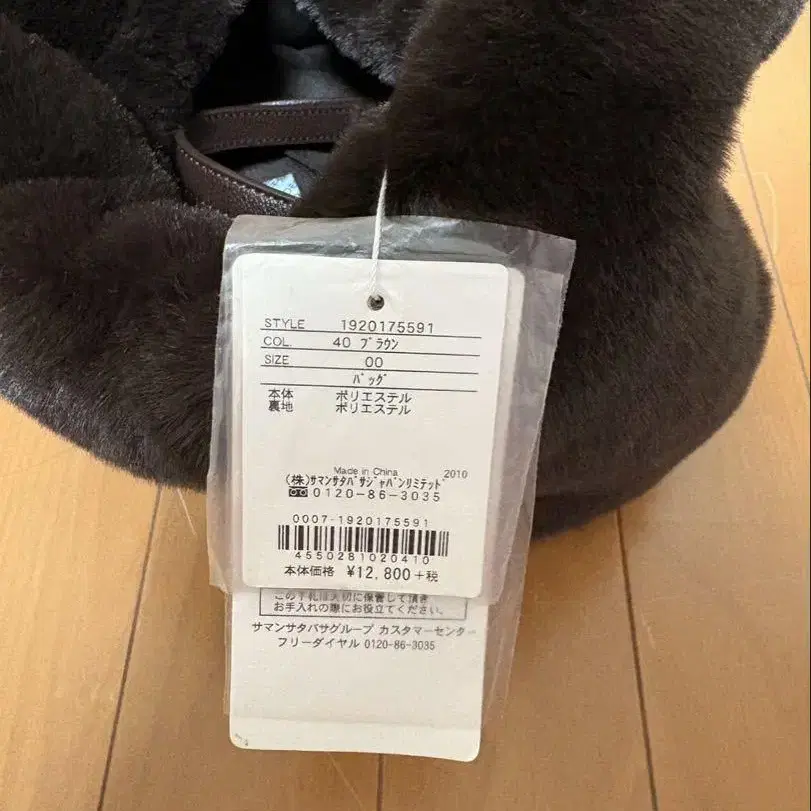 STYLE 1920175591
COL. 40 ﾌﾞﾗｳﾝ
SIZE 00
ﾊﾞｯｸﾞ
本体 ポリエステル
裏地 ポリエステル
Made in China 2010
(株)ｻﾏﾝｻﾀﾊﾞｻｼﾞｬﾊﾟﾝﾘﾐﾃｯﾄﾞ
0120-86-3035
0007-1920175591
4550281020410
本体価格 ¥12,800+税
この下札は大切に保管して頂き
お手入れの際にお役立てください。
サマンサタバサグループ カスタマーセンター
フリーダイヤル 0120-86-3035